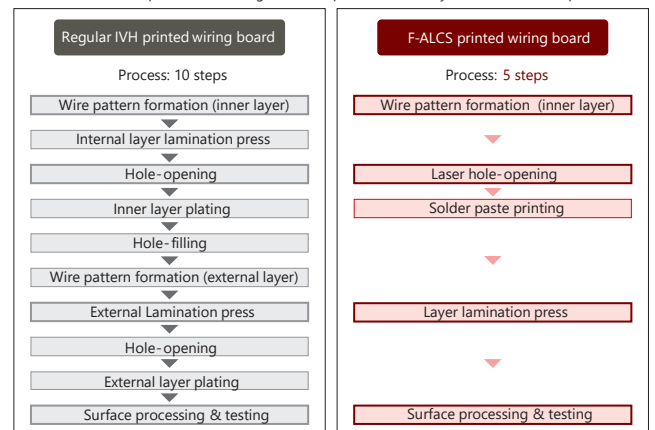 Regular IVH printed wiring board
Process: 10 steps
Wire pattern formation (inner layer)
Internal layer lamination press
Hole-opening
Inner layer plating
Hole-filling
Wire pattern formation (external layer)
External Lamination press
Hole-opening
External layer plating
Surface processing & testing
F-ALCS printed wiring board
Process: 5 steps
Wire pattern formation (inner layer)
Laser hole-opening
Solder paste printing
Layer lamination press
Surface processing & testing